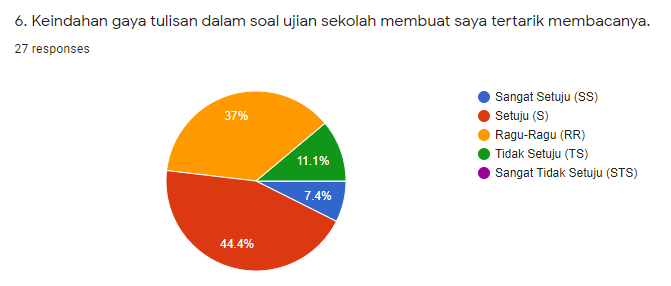 6. Keindahan gaya tulisan dalam soal ujian sekolah membuat saya tertarik membacanya.
27 responses
Sangat Setuju (SS)
Setuju (S)
Ragu-Ragu (RR)
Tidak Setuju (TS)
Sangat Tidak Setuju (STS)
37%
11.1%
7.4%
44.4%